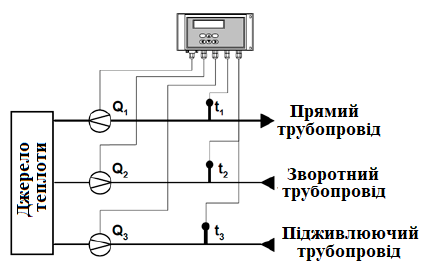 Джерело
теплоти
Q1
t1
Прямий
трубопровід
Q2
t2
Зворотний
трубопровід
Q3
t3
Підживлюючий
трубопровід